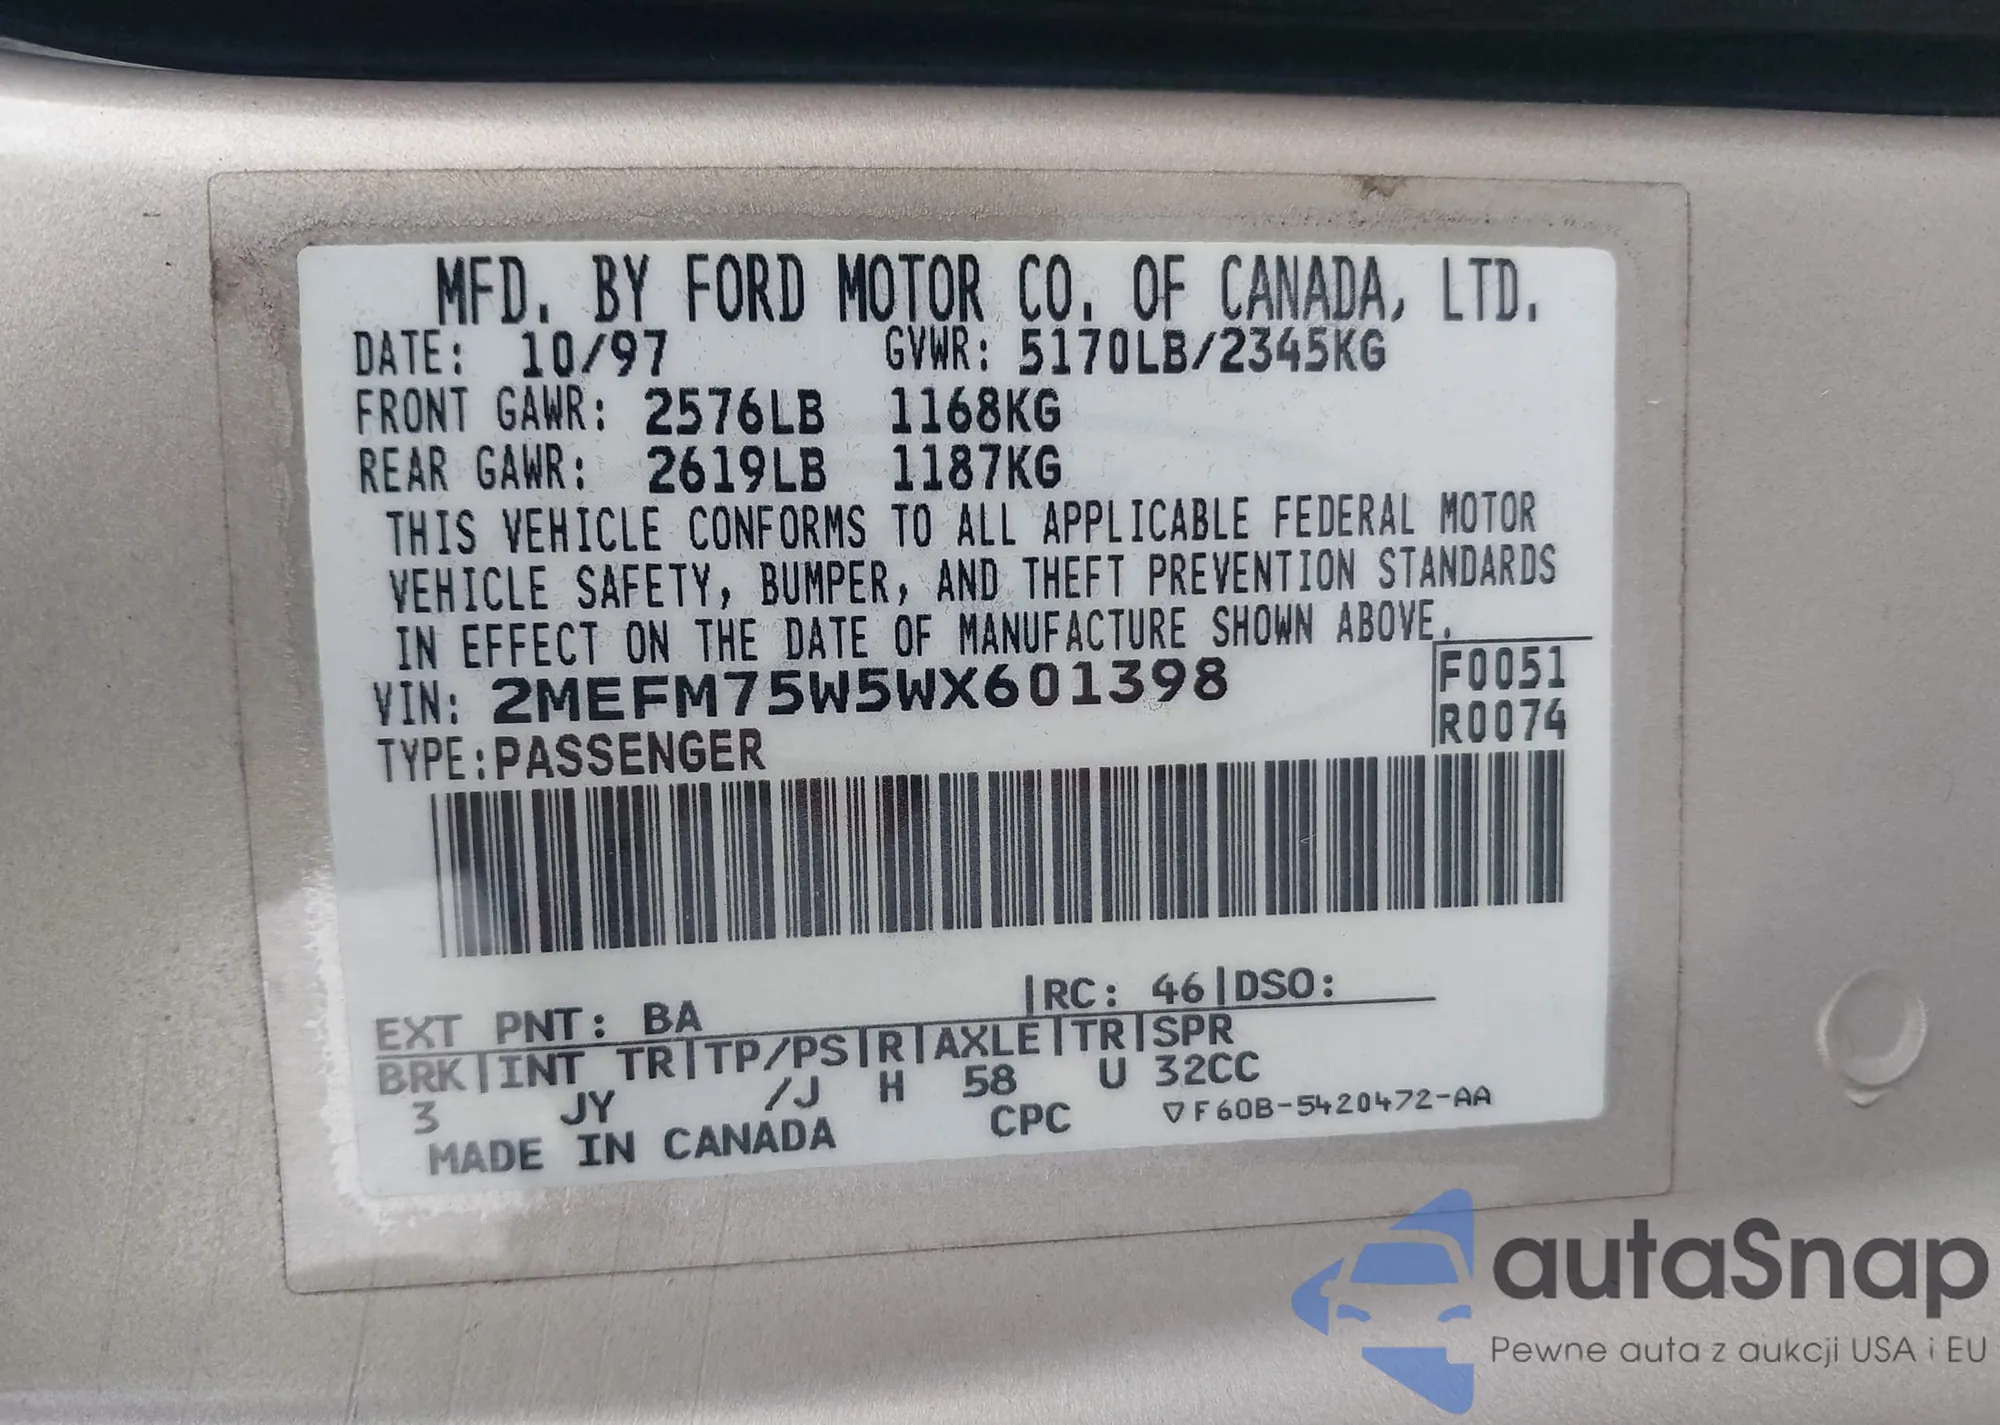 MFD. BY FORD MOTOR CO. OF CANADA, LTD.
DATE: 10/97 GVWR: 5170LB/2345KG
FRONT GAWR: 2576LB 1168KG
REAR GAWR: 2619LB 1187KG
THIS VEHICLE CONFORMS TO ALL APPLICABLE FEDERAL MOTOR
VEHICLE SAFETY, BUMPER, AND THEFT PREVENTION STANDARDS
IN EFFECT ON THE DATE OF MANUFACTURE SHOWN ABOVE.
VIN: 2MEFM75W5WX601398 F0051
TYPE: PASSENGER R0074
EXT PNT: BA |RC: 46|DSO:
BRK|INT TR|TP/PS|R|AXLE|TR|SPR
3 JY /J H 58 U 32CC
MADE IN CANADA CPC ▽F60B-5420472-AA
autaSnap
Pewne auta z aukcji USA i EU